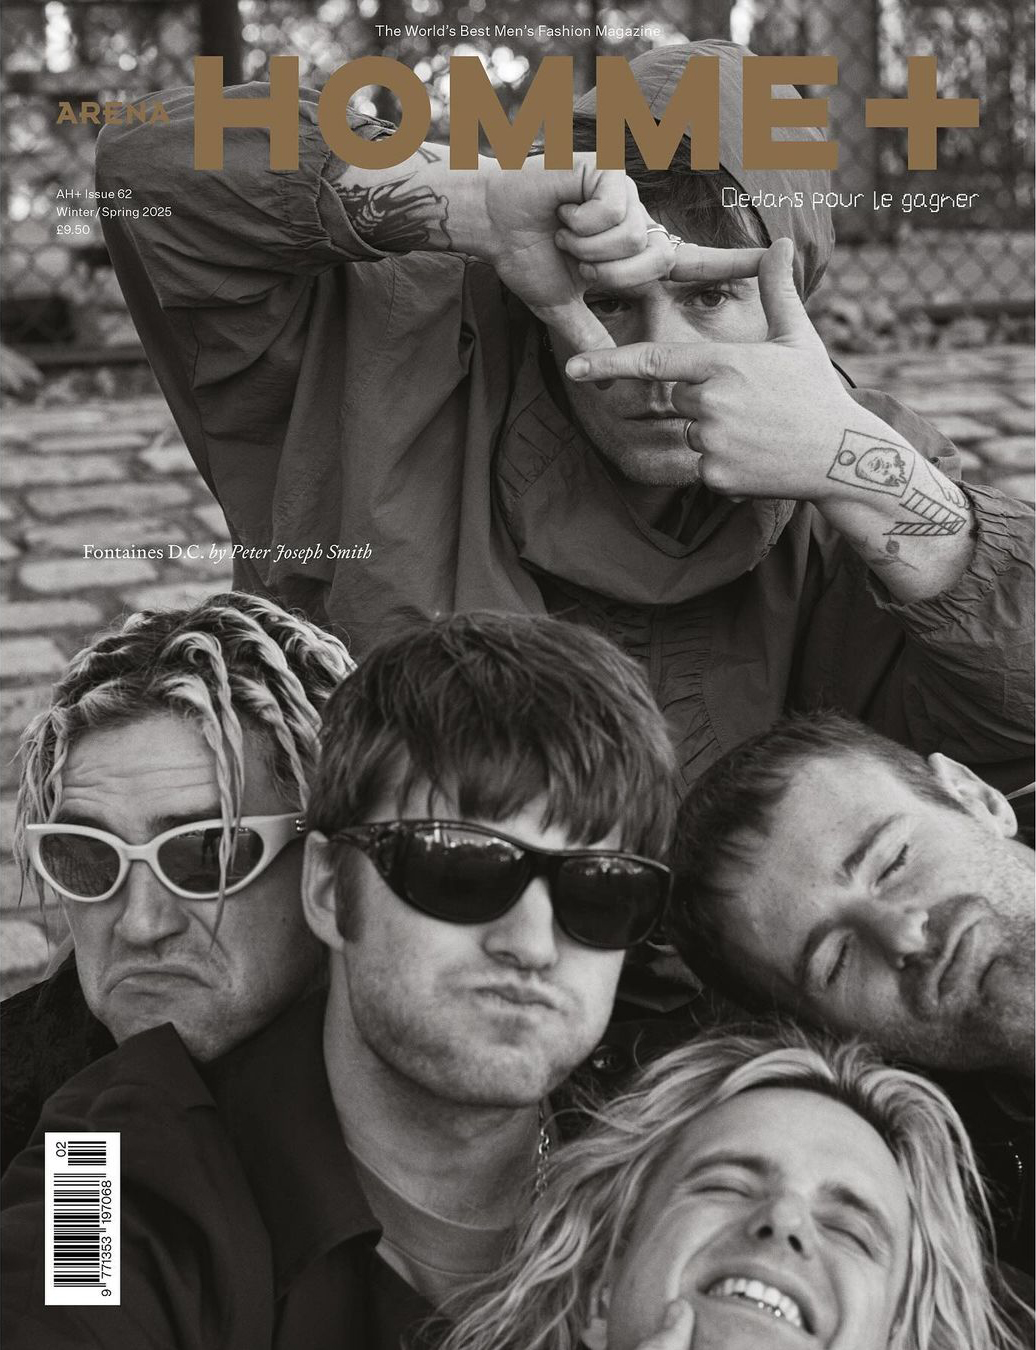 The World's Best Men's Fashion Magazine
ARENA HOMME+
AH+ Issue 62
Winter/Spring 2025
£9.50
Dedans pour le gagner
Fontaines D.C. by Peter Joseph Smith
02
9 771353 197068